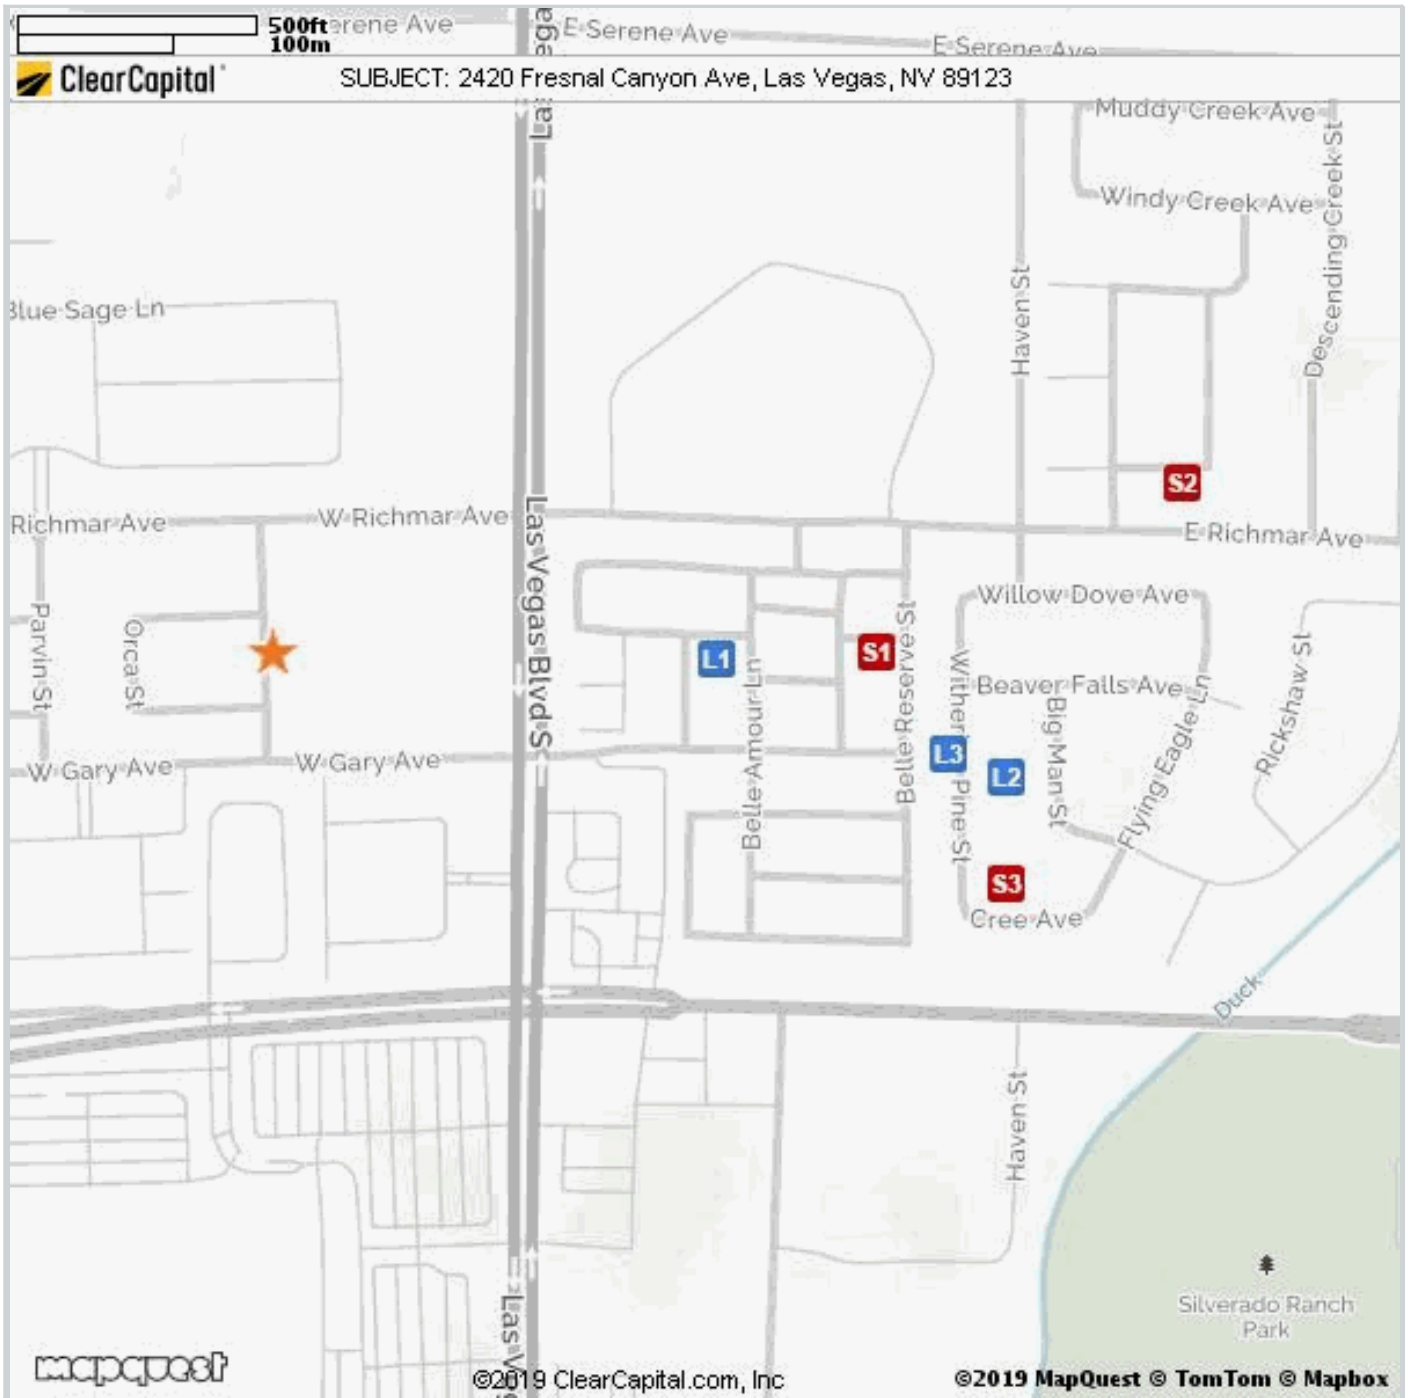 500ft
100m
erene Ave
E Serene Ave
E Serene Ave
ClearCapital
SUBJECT: 2420 Fresnal Canyon Ave, Las Vegas, NV 89123
Muddy Creek Ave
Windy Creek Ave
Descending Creek St
Haven St
Blue Sage Ln
S2
Richmar Ave
W Richmar Ave
E Richmar Ave
Las Vegas Blvd S
Willow Dove Ave
Parvin St
Orca St
L1
S1
Belle Reserve St
Belle Amour Ln
Beaver Falls Ave
Big Man St
Flying Eagle Ln
Rickshaw St
W Gary Ave
W Gary Ave
L3
L2
Pine St
S3
Cree Ave
Duck
Haven St
Silverado Ranch
Park
Las V
mapquest
©2019 ClearCapital.com, Inc
©2019 MapQuest © TomTom © Mapbox